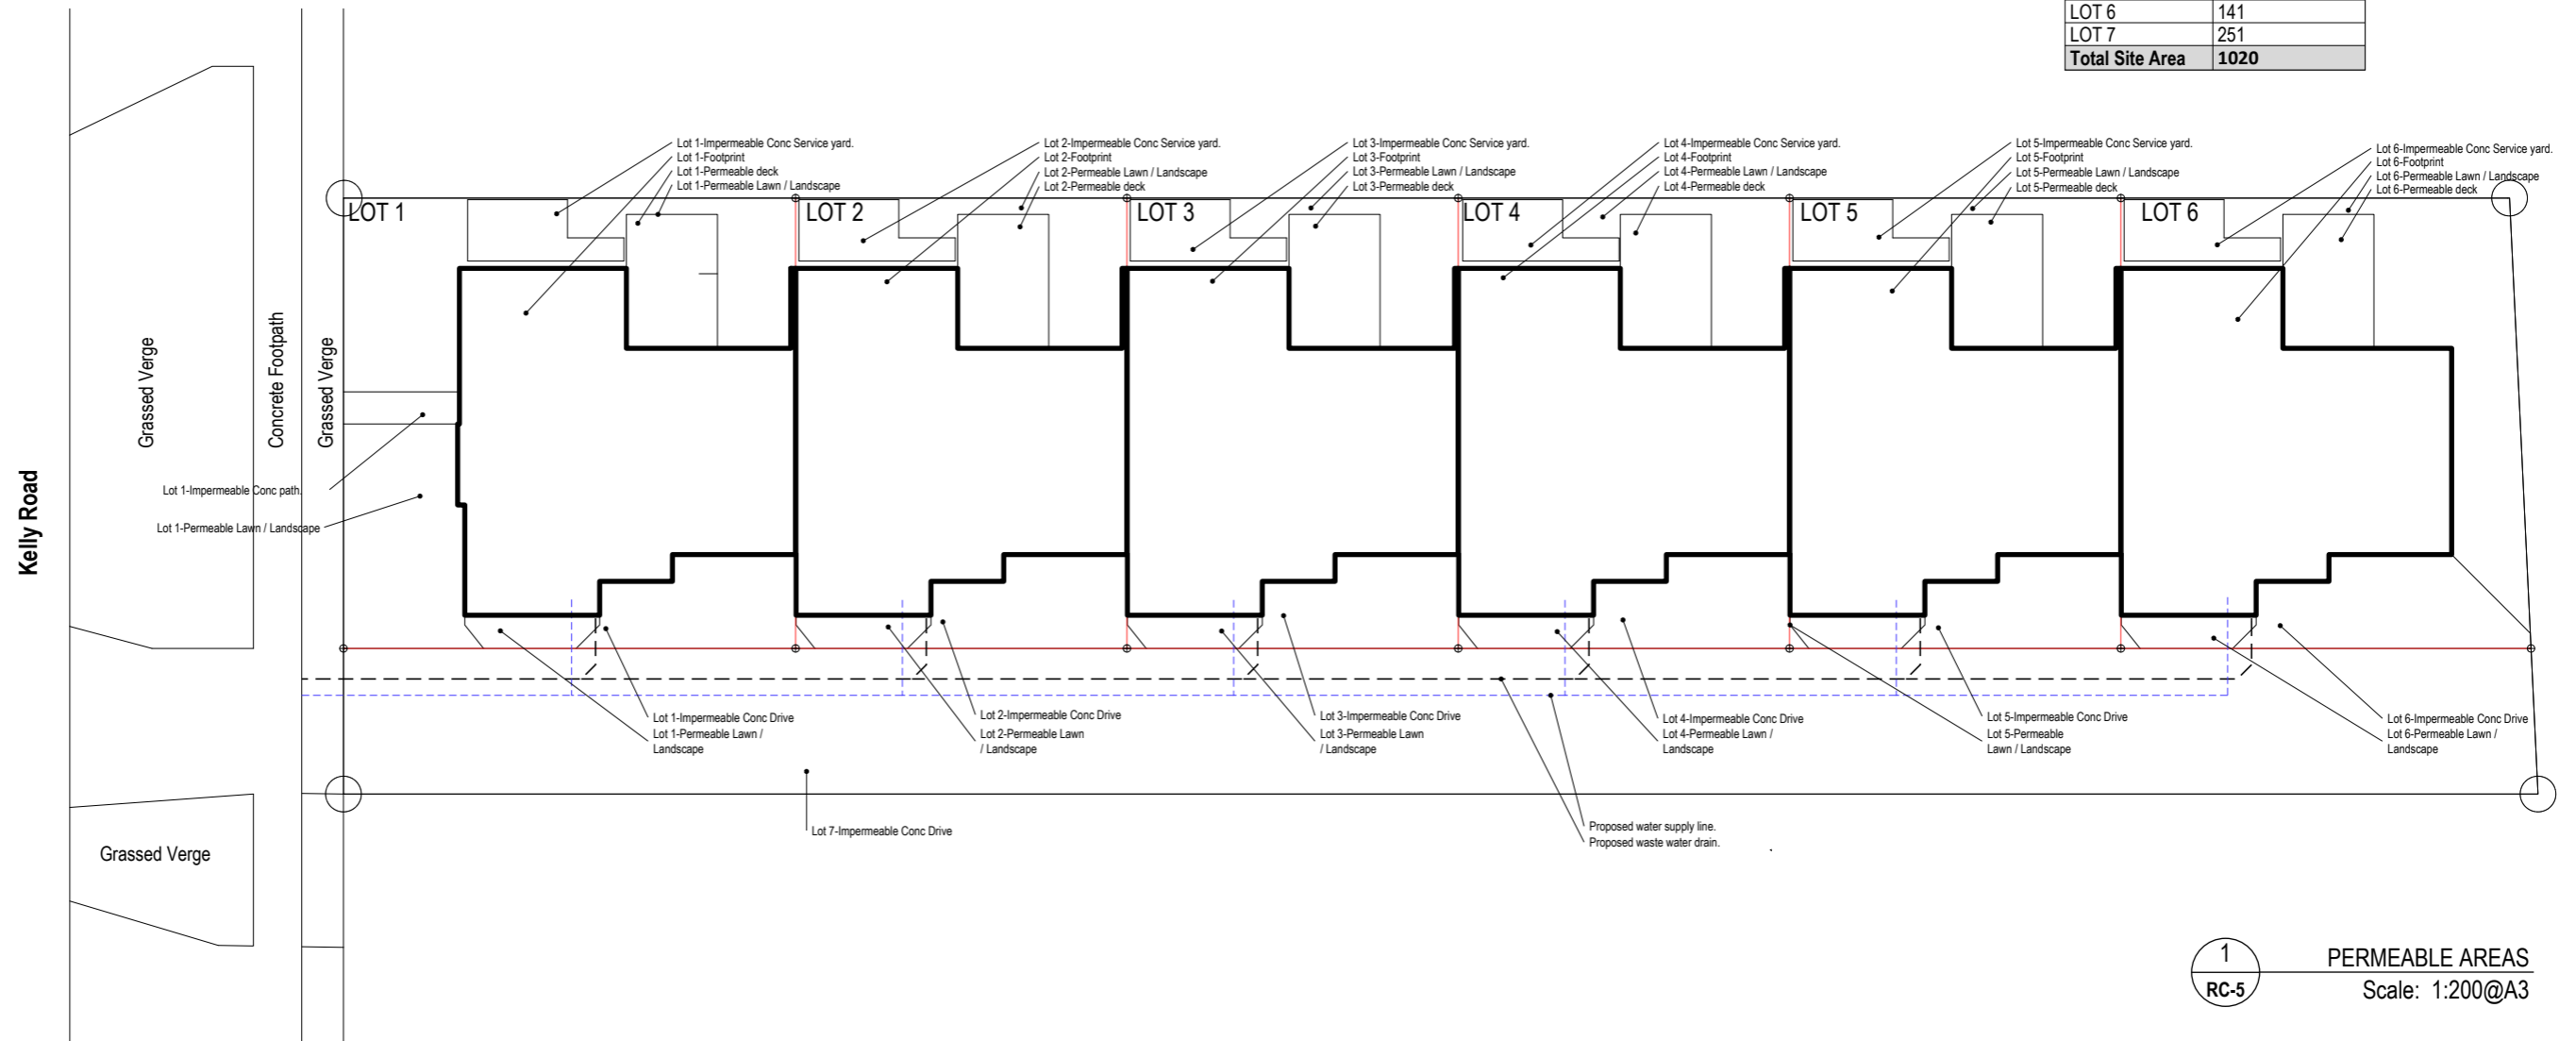 LOT 6 141
LOT 7 251
Total Site Area 1020
Lot 1-Impermeable Conc Service yard.
Lot 1-Footprint
Lot 1-Permeable deck
Lot 1-Permeable Lawn / Landscape
Lot 2-Impermeable Conc Service yard.
Lot 2-Footprint
Lot 2-Permeable Lawn / Landscape
Lot 2-Permeable deck
Lot 3-Impermeable Conc Service yard.
Lot 3-Footprint
Lot 3-Permeable Lawn / Landscape
Lot 3-Permeable deck
Lot 4-Impermeable Conc Service yard.
Lot 4-Footprint
Lot 4-Permeable Lawn / Landscape
Lot 4-Permeable deck
Lot 5-Impermeable Conc Service yard.
Lot 5-Footprint
Lot 5-Permeable Lawn / Landscape
Lot 5-Permeable deck
Lot 6-Impermeable Conc Service yard.
Lot 6-Footprint
Lot 6-Permeable Lawn / Landscape
Lot 6-Permeable deck
LOT 1
LOT 2
LOT 3
LOT 4
LOT 5
LOT 6
Kelly Road
Grassed Verge
Concrete Footpath
Grassed Verge
Lot 1-Impermeable Conc path.
Lot 1-Permeable Lawn / Landscape
Lot 1-Impermeable Conc Drive
Lot 1-Permeable Lawn /
Landscape
Lot 2-Impermeable Conc Drive
Lot 2-Permeable Lawn
/ Landscape
Lot 3-Impermeable Conc Drive
Lot 3-Permeable Lawn
/ Landscape
Lot 4-Impermeable Conc Drive
Lot 4-Permeable Lawn /
Landscape
Lot 5-Impermeable Conc Drive
Lot 5-Permeable
Lawn / Landscape
Lot 6-Impermeable Conc Drive
Lot 6-Permeable Lawn /
Landscape
Lot 7-Impermeable Conc Drive
Proposed water supply line.
Proposed waste water drain.
Grassed Verge
1
RC-5
PERMEABLE AREAS
Scale: 1:200@A3